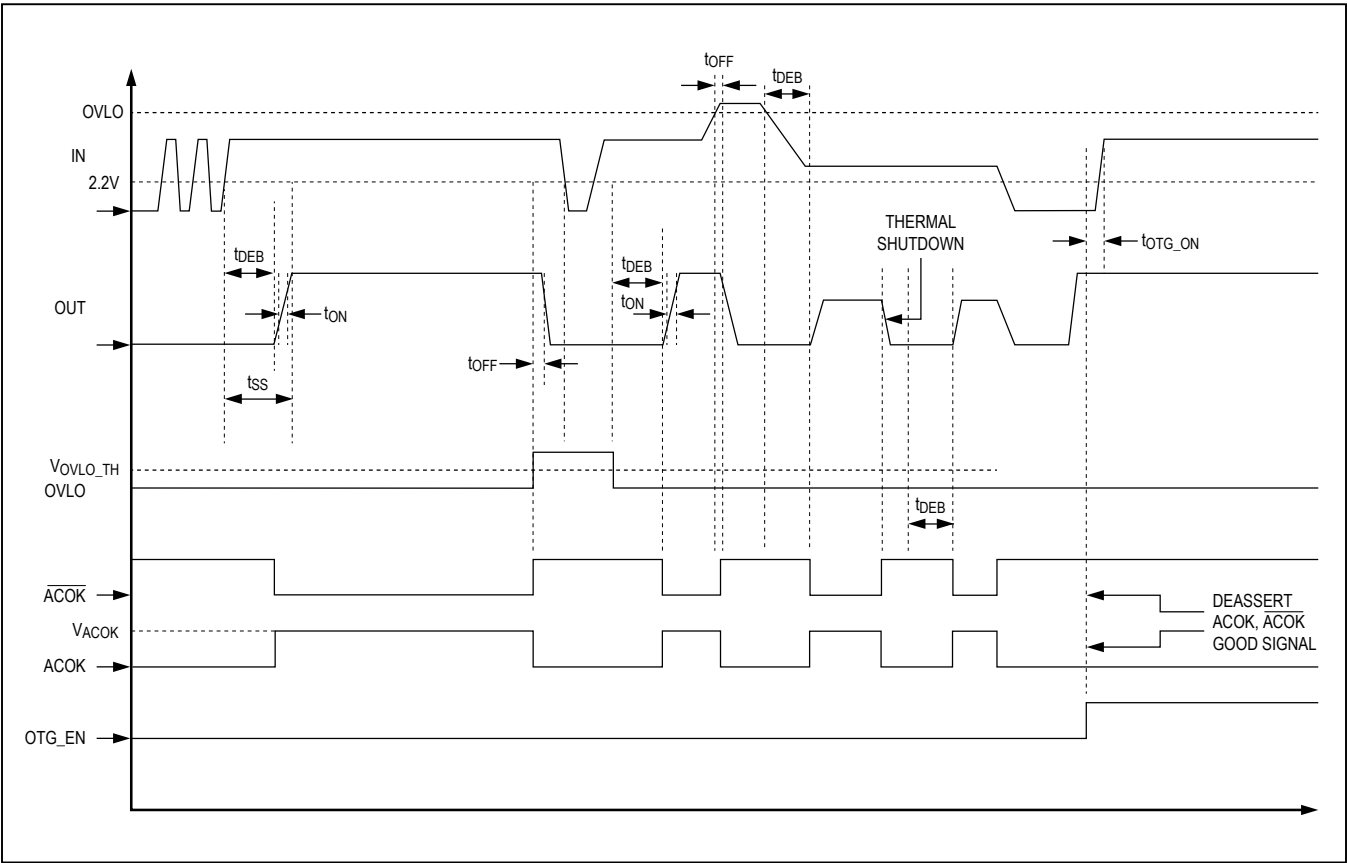 tOFF
tDEB
OVLO
IN
2.2V
THERMAL
SHUTDOWN
tOTG_ON
tDEB
tDEB
OUT
tON
tON
tOFF
tSS
VOVLO_TH
OVLO
tDEB
ACOK
DEASSERT
ACOK, ACOK
GOOD SIGNAL
VACOK
ACOK
OTG_EN